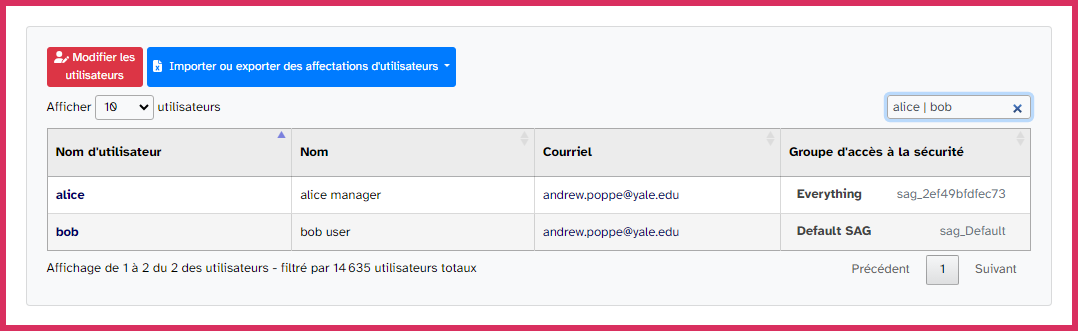 Modifier les
utilisateurs
Importer ou exporter des affectations d'utilisateurs
Afficher 10 utilisateurs
alice | bob
Nom d'utilisateur Nom Courriel Groupe d'accès à la sécurité
alice alice manager andrew.poppe@yale.edu Everything sag_2ef49bfdfec73
bob bob user andrew.poppe@yale.edu Default SAG sag_Default
Affichage de 1 à 2 du 2 des utilisateurs - filtré par 14 635 utilisateurs totaux
Précédent 1 Suivant